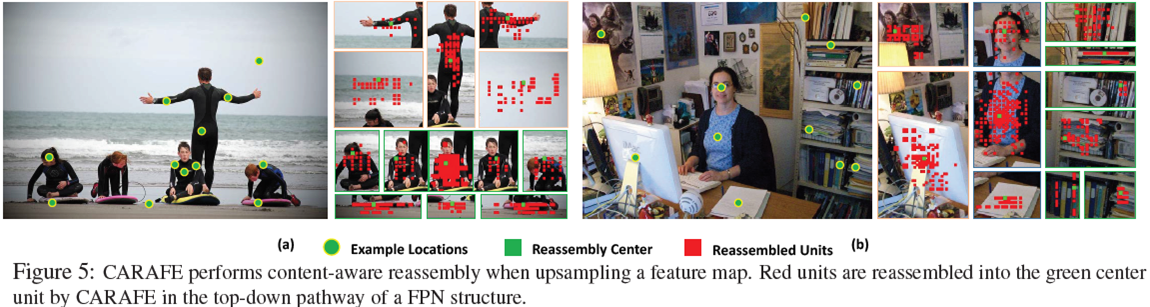 (a) Example Locations Reassembly Center Reassembled Units (b)
Figure 5: CARAFE performs content-aware reassembly when upsampling a feature map. Red units are reassembled into the green center
unit by CARAFE in the top-down pathway of a FPN structure.